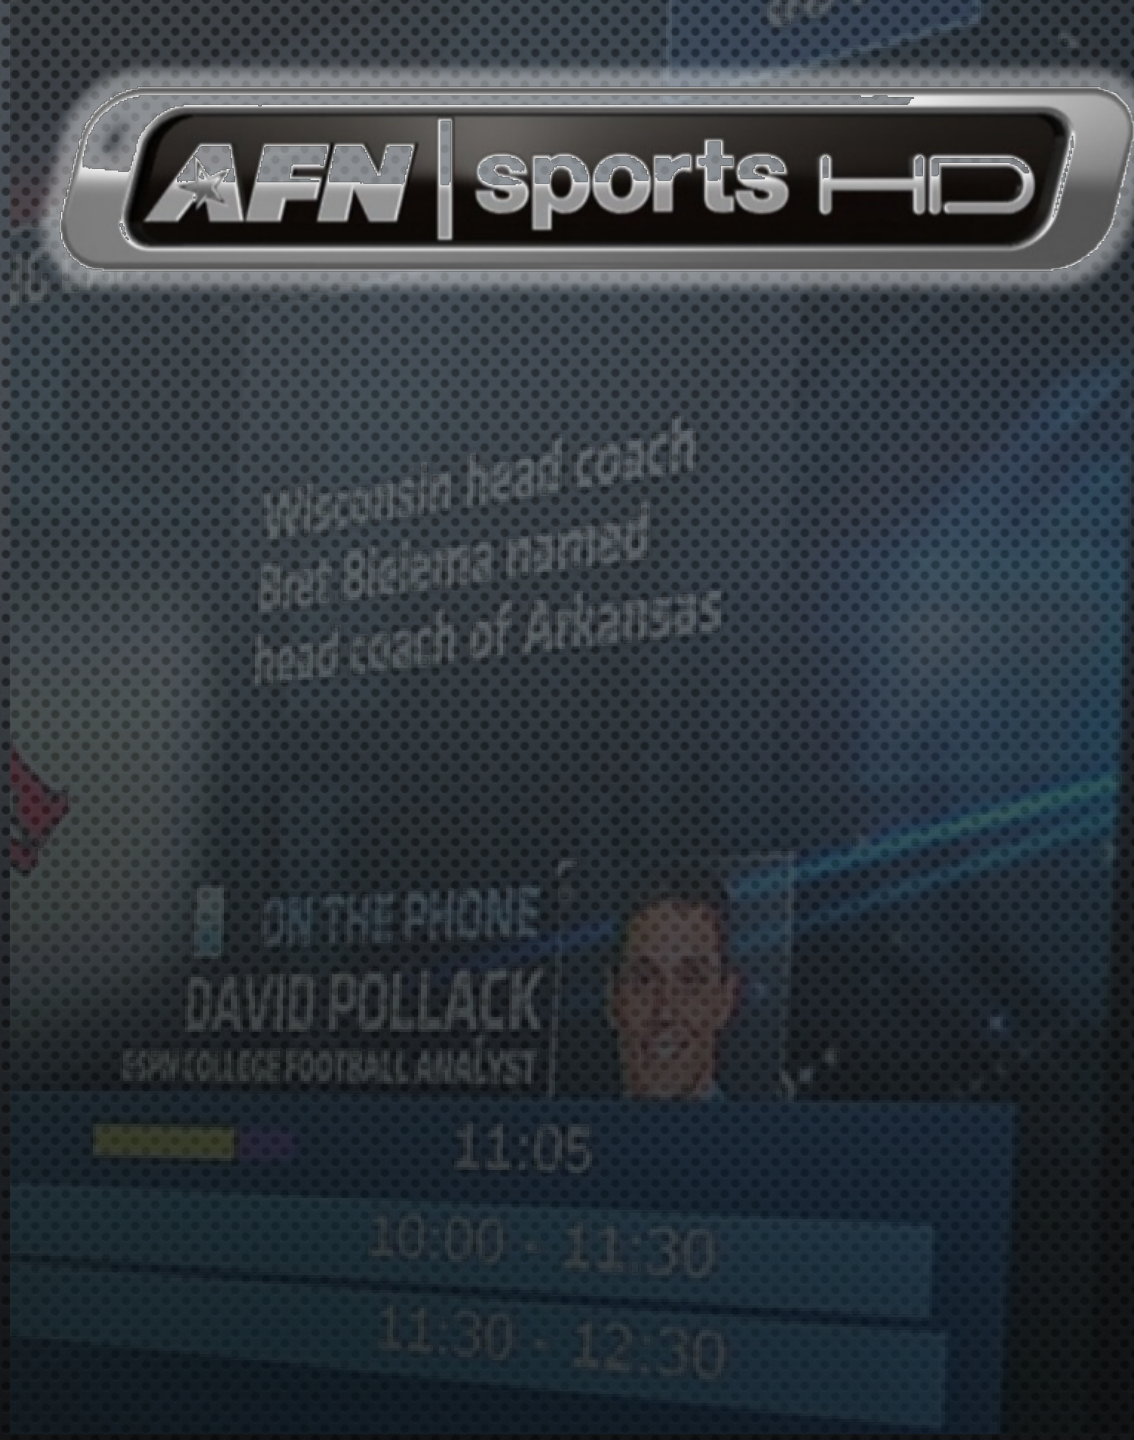 AFN | sports HD
Wisconsin head coach
Bret Bielema named
head coach of Arkansas
ON THE PHONE
DAVID POLLACK
ESPN COLLEGE FOOTBALL ANALYST
11:05
10:00 - 11:30
11:30 - 12:30